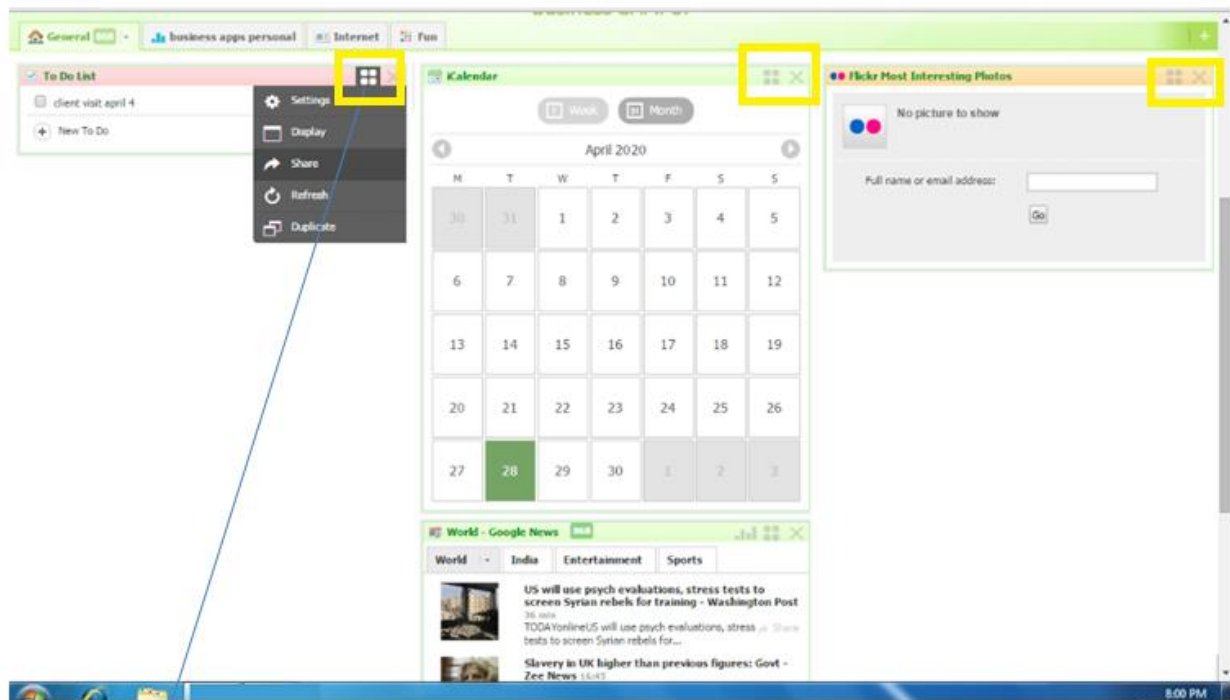 General
business apps personal
Internet
Fun
To Do List
client visit april 4
New To Do
Settings
Display
Share
Refresh
Duplicate
iCalendar
Week
Month
April 2020
M T W T F S S
30 31 1 2 3 4 5
6 7 8 9 10 11 12
13 14 15 16 17 18 19
20 21 22 23 24 25 26
27 28 29 30 1 2 3
World - Google News
World India Entertainment Sports
US will use psych evaluations, stress tests to
screen Syrian rebels for training - Washington Post
36 min
TODAYonlineUS will use psych evaluations, stress
Share
tests to screen Syrian rebels for...
Slavery in UK higher than previous figures: Govt -
Zee News 16:43
Flickr Most Interesting Photos
No picture to show
Full name or email address:
Go
8:00 PM